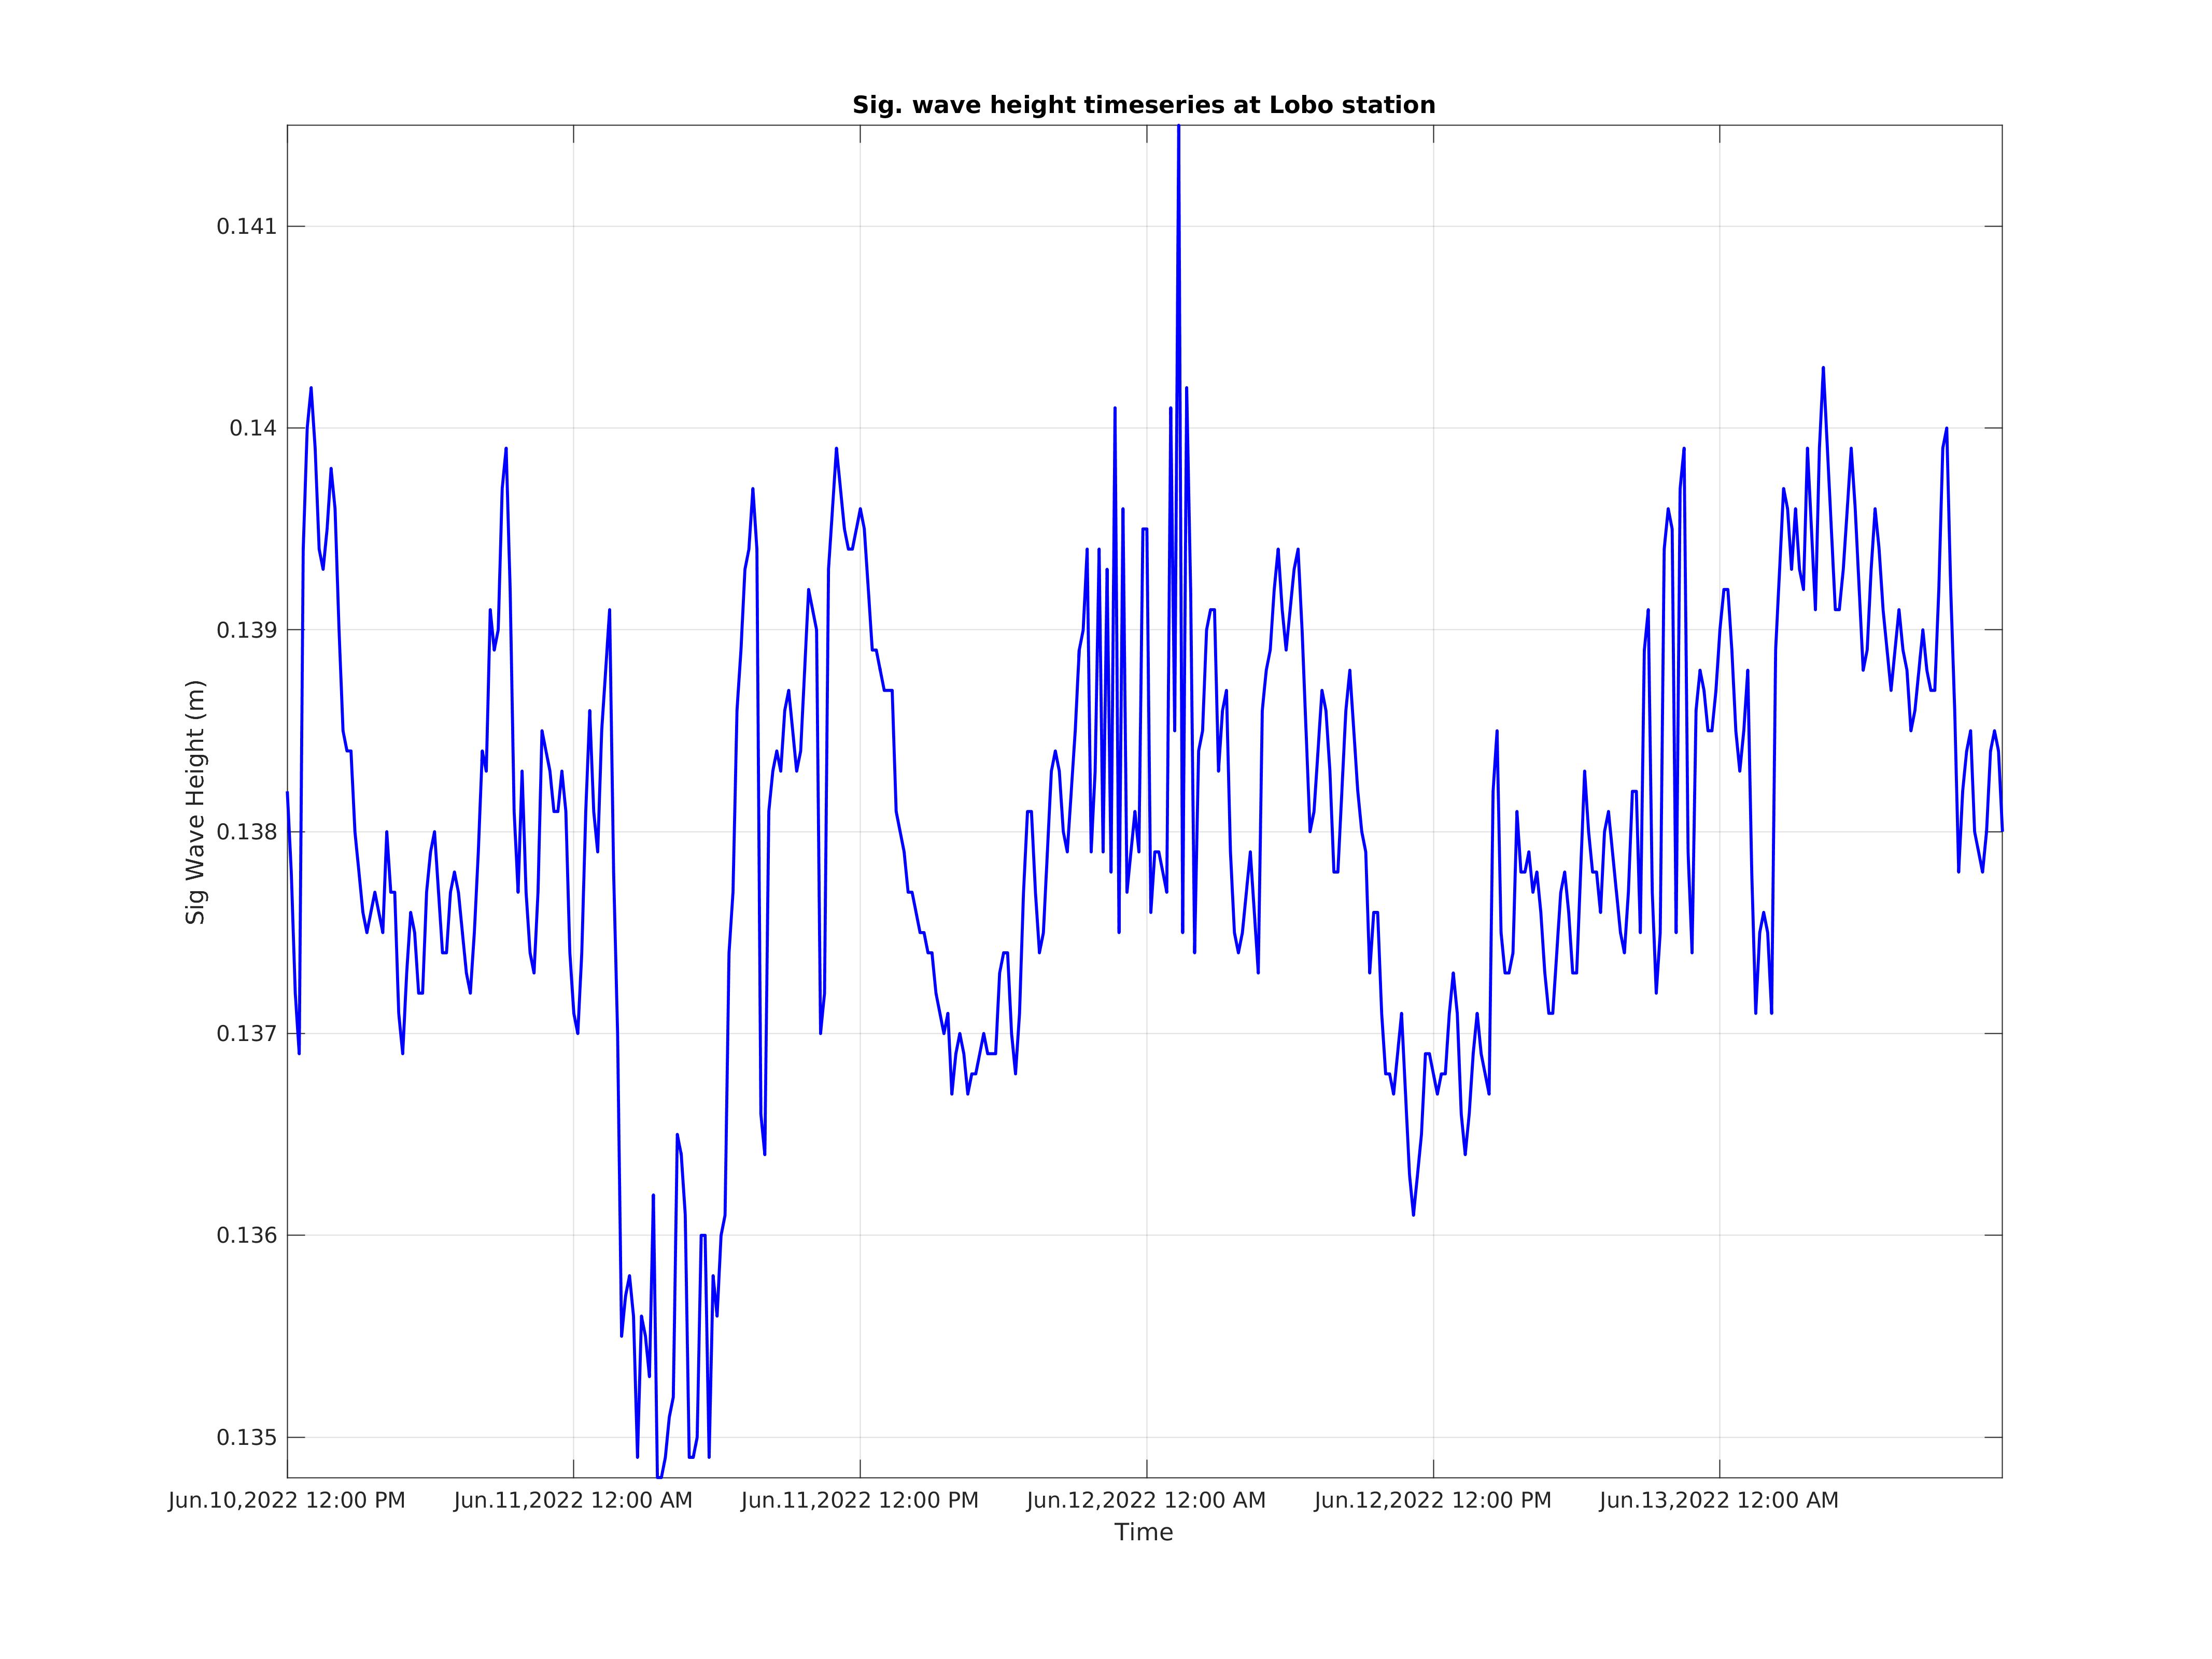 Sig. wave height timeseries at Lobo station
0.141
0.14
0.139
0.138
0.137
0.136
0.135
Sig Wave Height (m)
Jun.10,2022 12:00 PM
Jun.11,2022 12:00 AM
Jun.11,2022 12:00 PM
Jun.12,2022 12:00 AM
Jun.12,2022 12:00 PM
Jun.13,2022 12:00 AM
Time